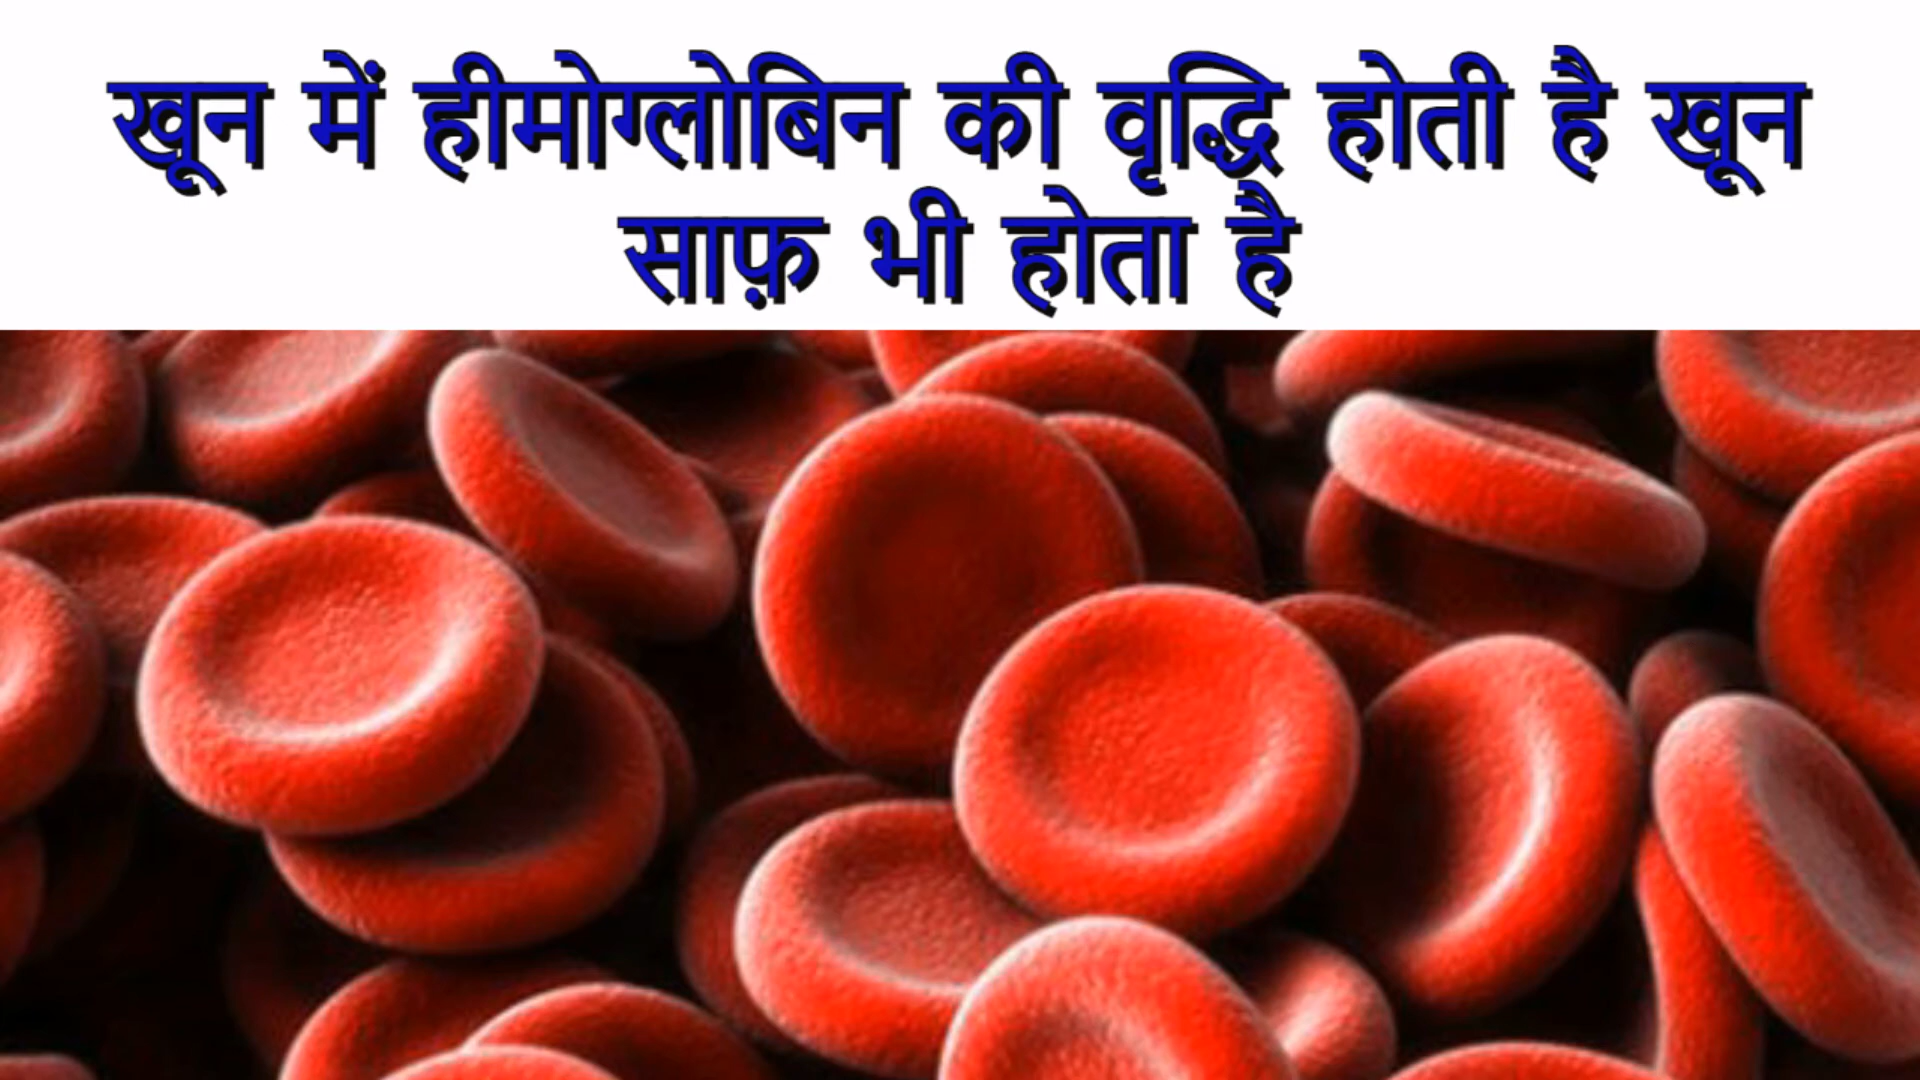 खून में हीमोग्लोबिन की वृद्धि होती है खून
साफ़ भी होता है